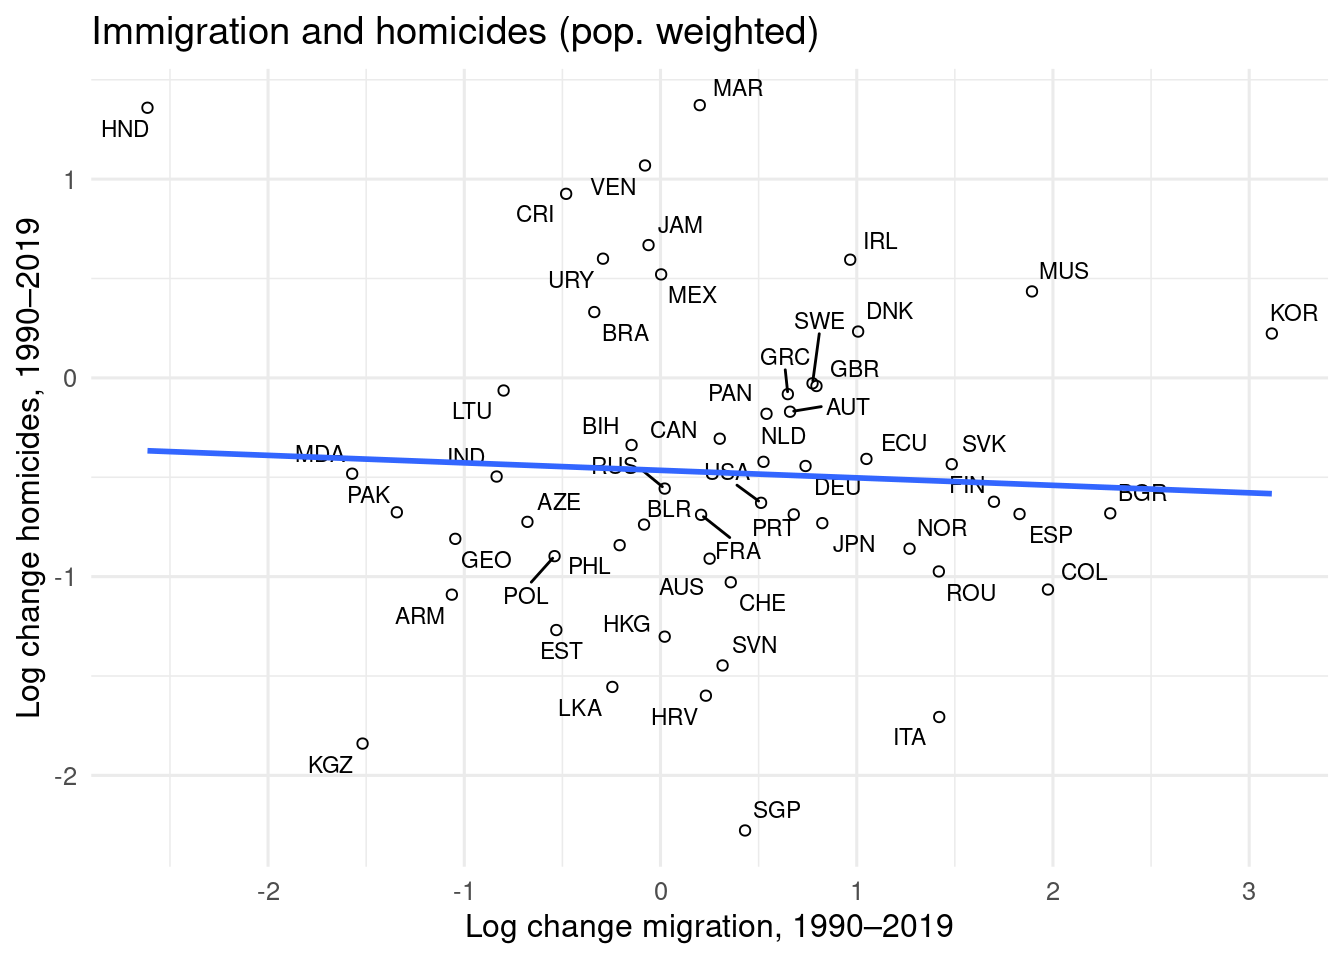 Immigration and homicides (pop. weighted)
Log change homicides, 1990–2019
1
0
-1
-2
HND
MAR
VEN
CRI
JAM
IRL
URY
MUS
MEX
DNK
KOR
SWE
BRA
GRC
GBR
PAN
AUT
LTU
BIH
CAN
NLD
ECU
SVK
MDA
IND
RUS
USA
DEU
FIN
BGR
PAK
AZE
BLR
PRT
NOR
ESP
JPN
FRA
GEO
PHL
COL
AUS
CHE
ROU
POL
ARM
HKG
SVN
EST
LKA
HRV
ITA
KGZ
SGP
-2
-1
0
1
2
3
Log change migration, 1990–2019